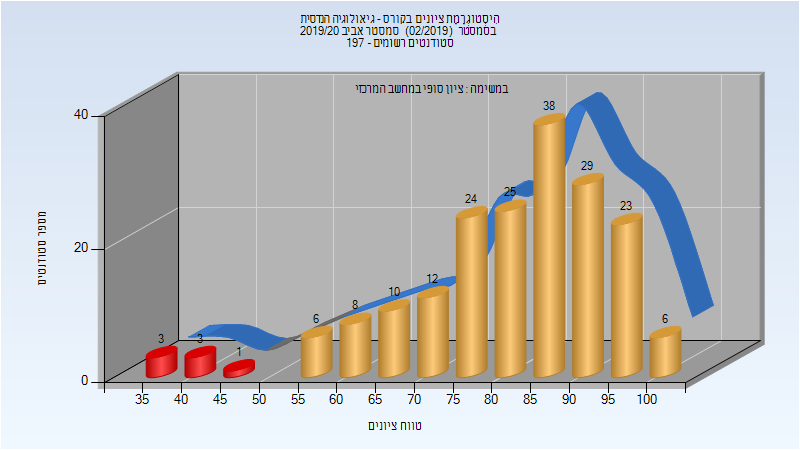 היסטוגרמת ציונים בקורס - גיאולוגיה הנדסית
בסמסטר (02/2019) סמסטר אביב 2019/20
סטודנטים רשומים - 197
במשימה : ציון סופי במחשב המרכזי
מספר סטודנטים
40
20
0
3
3
1
6
8
10
12
24
25
38
29
23
6
35 40 45 50 55 60 65 70 75 80 85 90 95 100
טווח ציונים